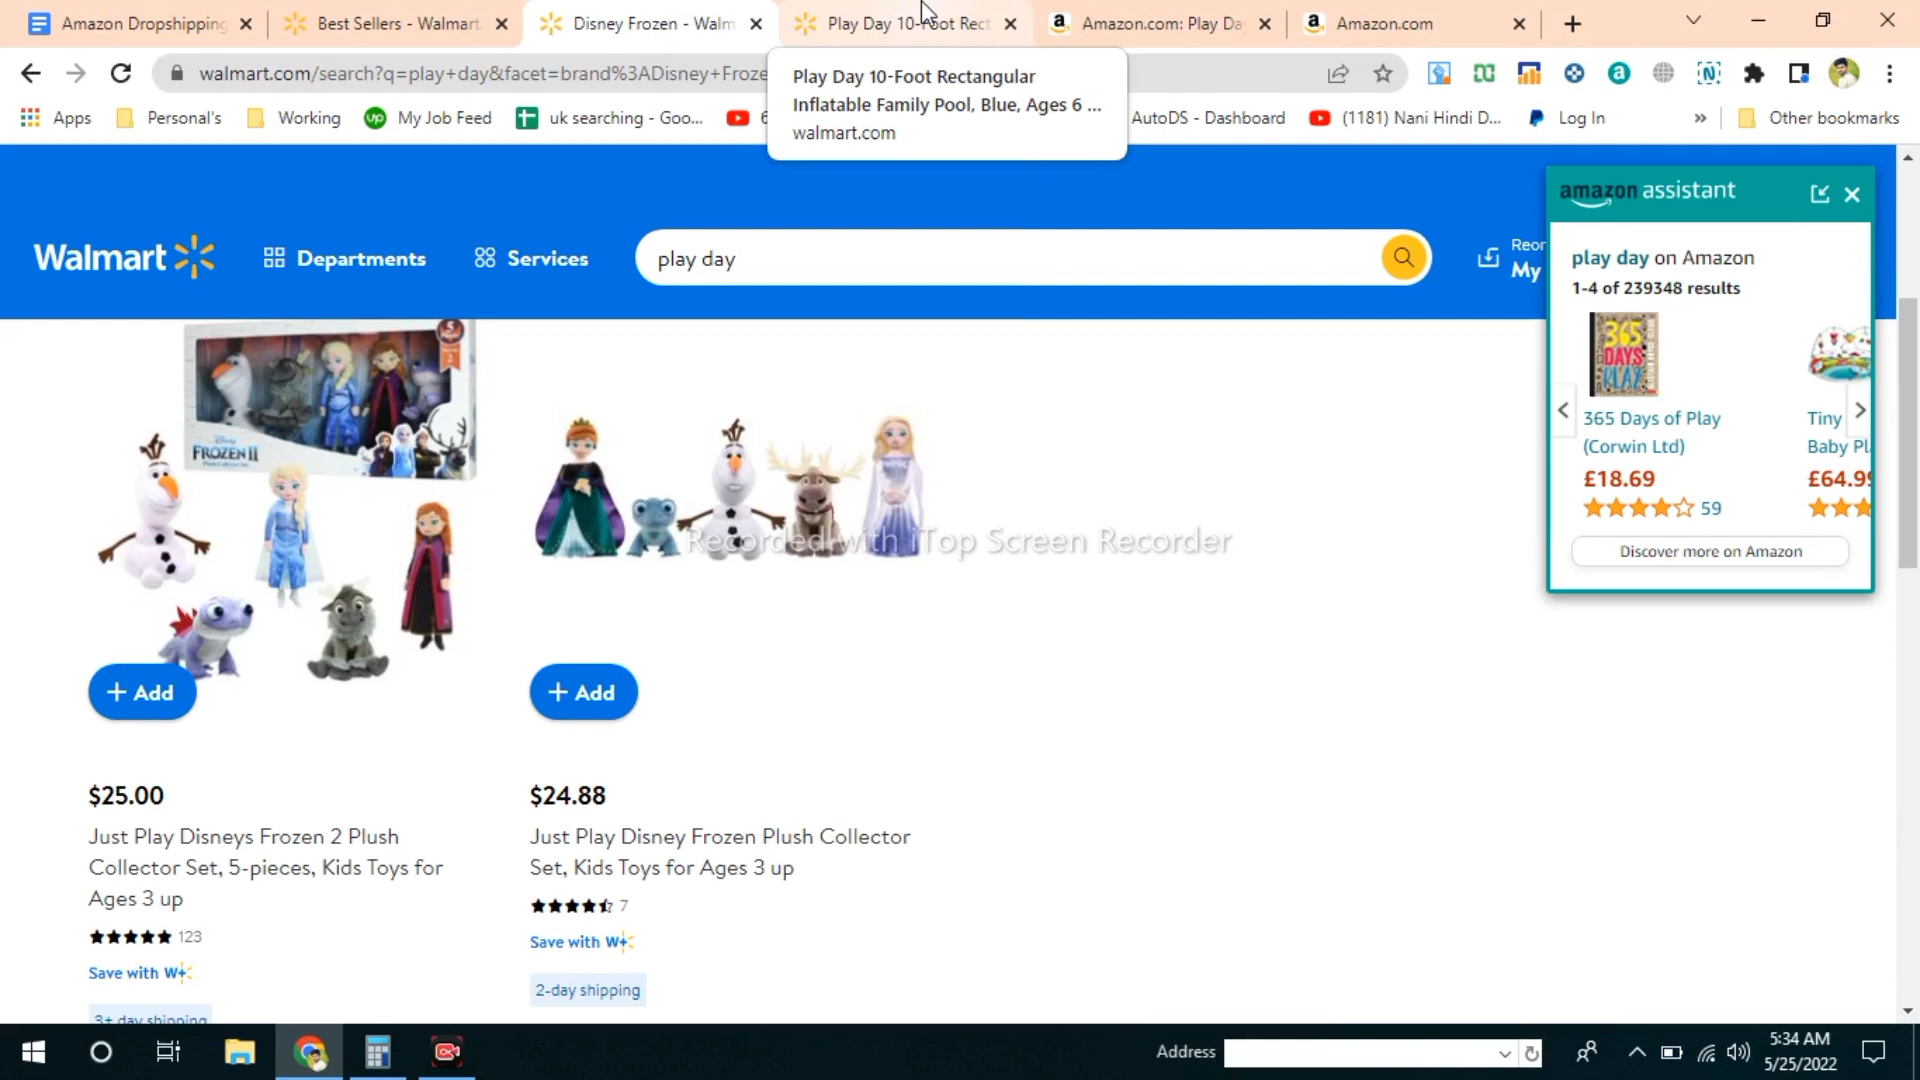 Amazon Dropshipping
Best Sellers - Walmart.
Disney Frozen - Walm
Play Day 10-Foot Rect
Amazon.com: Play Da
Amazon.com
walmart.com/search?q=play+day&facet=brand%3ADisney+Froze
Play Day 10-Foot Rectangular
Inflatable Family Pool, Blue, Ages 6 ...
walmart.com
Apps
Personal's
Working
My Job Feed
uk searching - Goo...
6
AutoDS - Dashboard
(1181) Nani Hindi D...
Log In
Other bookmarks
Walmart
Departments
Services
play day
Reor
My
amazon assistant
play day on Amazon
1-4 of 239348 results
365 DAYS PLAY
365 Days of Play
(Corwin Ltd)
£18.69
59
Tiny
Baby Pl
£64.99
Discover more on Amazon
Disney
FROZEN II
Recorded with iTop Screen Recorder
+ Add
+ Add
$25.00
Just Play Disneys Frozen 2 Plush
Collector Set, 5-pieces, Kids Toys for
Ages 3 up
123
Save with W+
3+ day shipping
$24.88
Just Play Disney Frozen Plush Collector
Set, Kids Toys for Ages 3 up
7
Save with W+
2-day shipping
Address
5:34 AM
5/25/2022